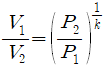 V₁/V₂ = (P₂/P₁)^(1/k)